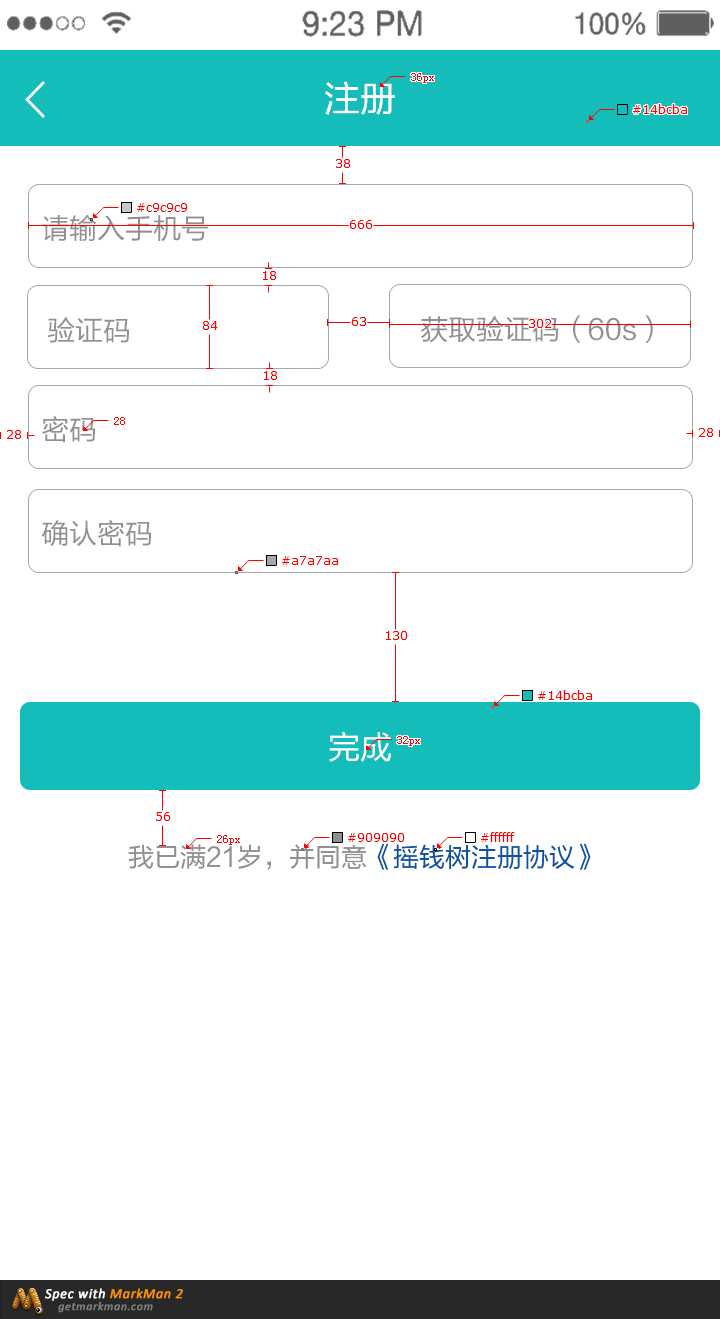 9:23 PM 100%
注册 36px
#14bcba
38
#c9c9c9
请输入手机号 666
18
验证码 84 63 获取验证码（60s） 302
18
28 密码 28 28
确认密码
#a7a7aa
130
#14bcba
完成 32px
56
26px #909090 #ffffff
我已满21岁，并同意《摇钱树注册协议》
Spec with MarkMan 2
getmarkman.com